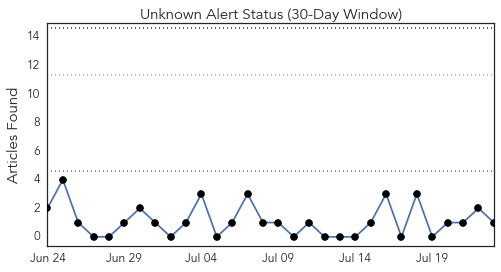 Unknown Alert Status (30-Day Window)
Articles Found
14
12
10
8
6
4
2
0
Jun 24 Jun 29 Jul 04 Jul 09 Jul 14 Jul 19